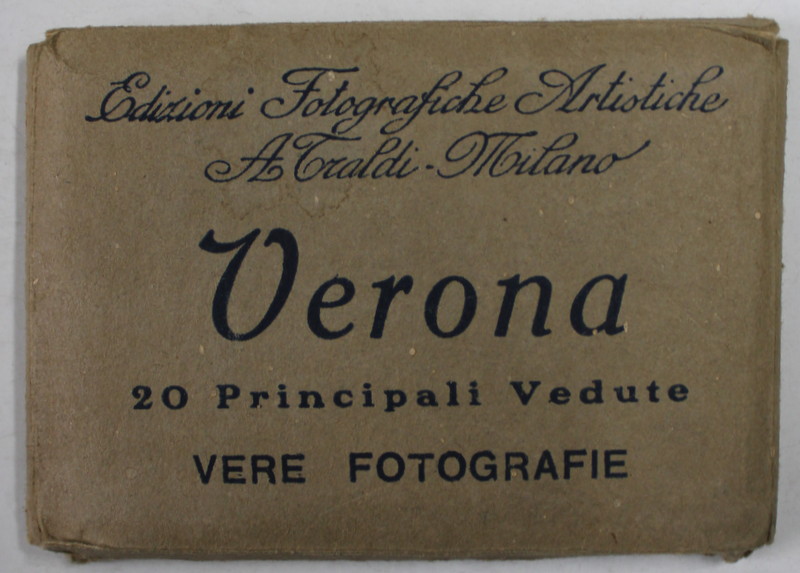 Edizioni Fotografiche Artistiche
A. Traldi - Milano
Verona
20 Principali Vedute
VERE FOTOGRAFIE